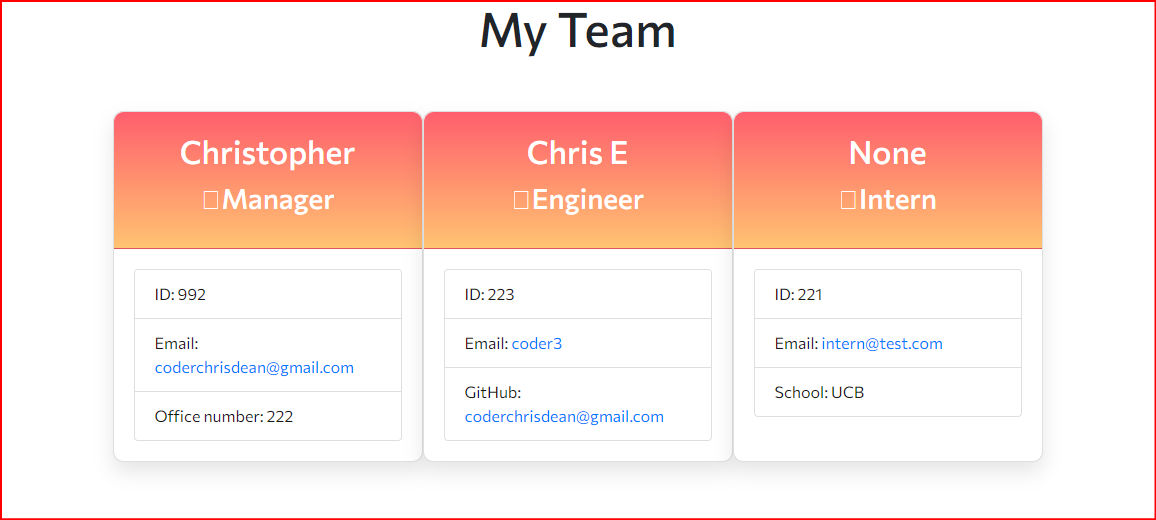 My Team
Christopher
Manager
ID: 992
Email:
coderchrisdean@gmail.com
Office number: 222
Chris E
Engineer
ID: 223
Email: coder3
GitHub:
coderchrisdean@gmail.com
None
Intern
ID: 221
Email: intern@test.com
School: UCB